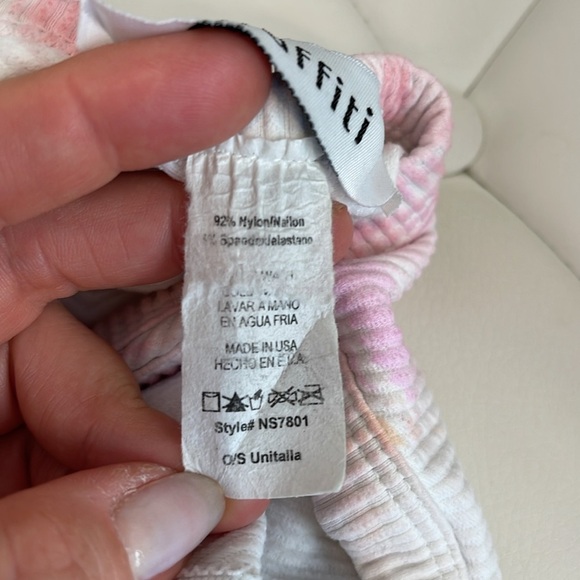 ffiti
92% Nylon/Nailon
Spandex/elastano
LAVAR A MANO
EN AGUA FRIA
MADE IN USA
HECHO EN E.U.A.
Style# NS7801
O/S Unitalla